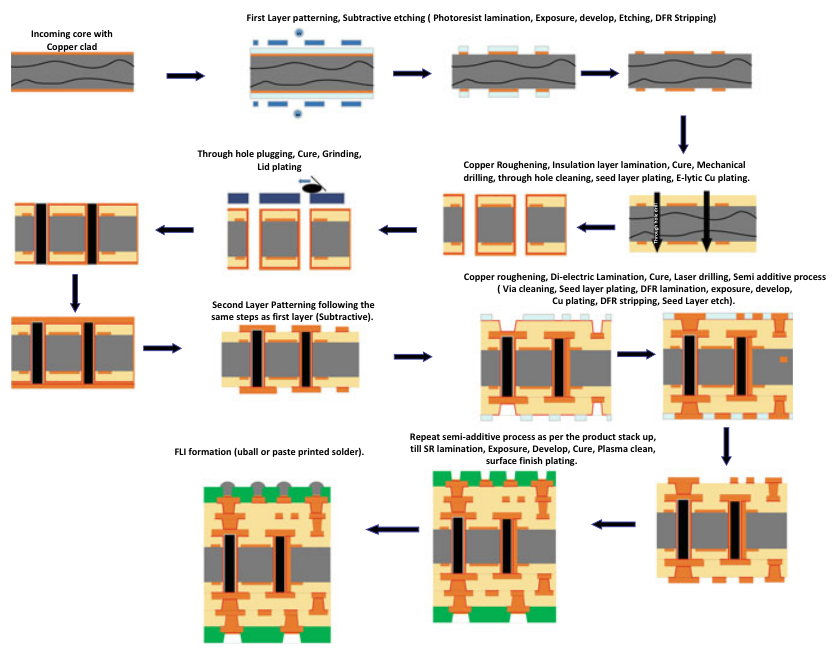 First Layer patterning, Subtractive etching ( Photoresist lamination, Exposure, develop, Etching, DFR Stripping)
Incoming core with
Copper clad
Through hole plugging, Cure, Grinding,
Lid plating
Copper Roughening, Insulation layer lamination, Cure, Mechanical
drilling, through hole cleaning, seed layer plating, E-lytic Cu plating.
Copper roughening, Di-electric Lamination, Cure, Laser drilling, Semi additive process
( Via cleaning, Seed layer plating, DFR lamination, exposure, develop,
Cu plating, DFR stripping, Seed Layer etch).
Second Layer Patterning following the
same steps as first layer (Subtractive).
Repeat semi-additive process as per the product stack up,
till SR lamination, Exposure, Develop, Cure, Plasma clean,
surface finish plating.
FLI formation (uball or paste printed solder).